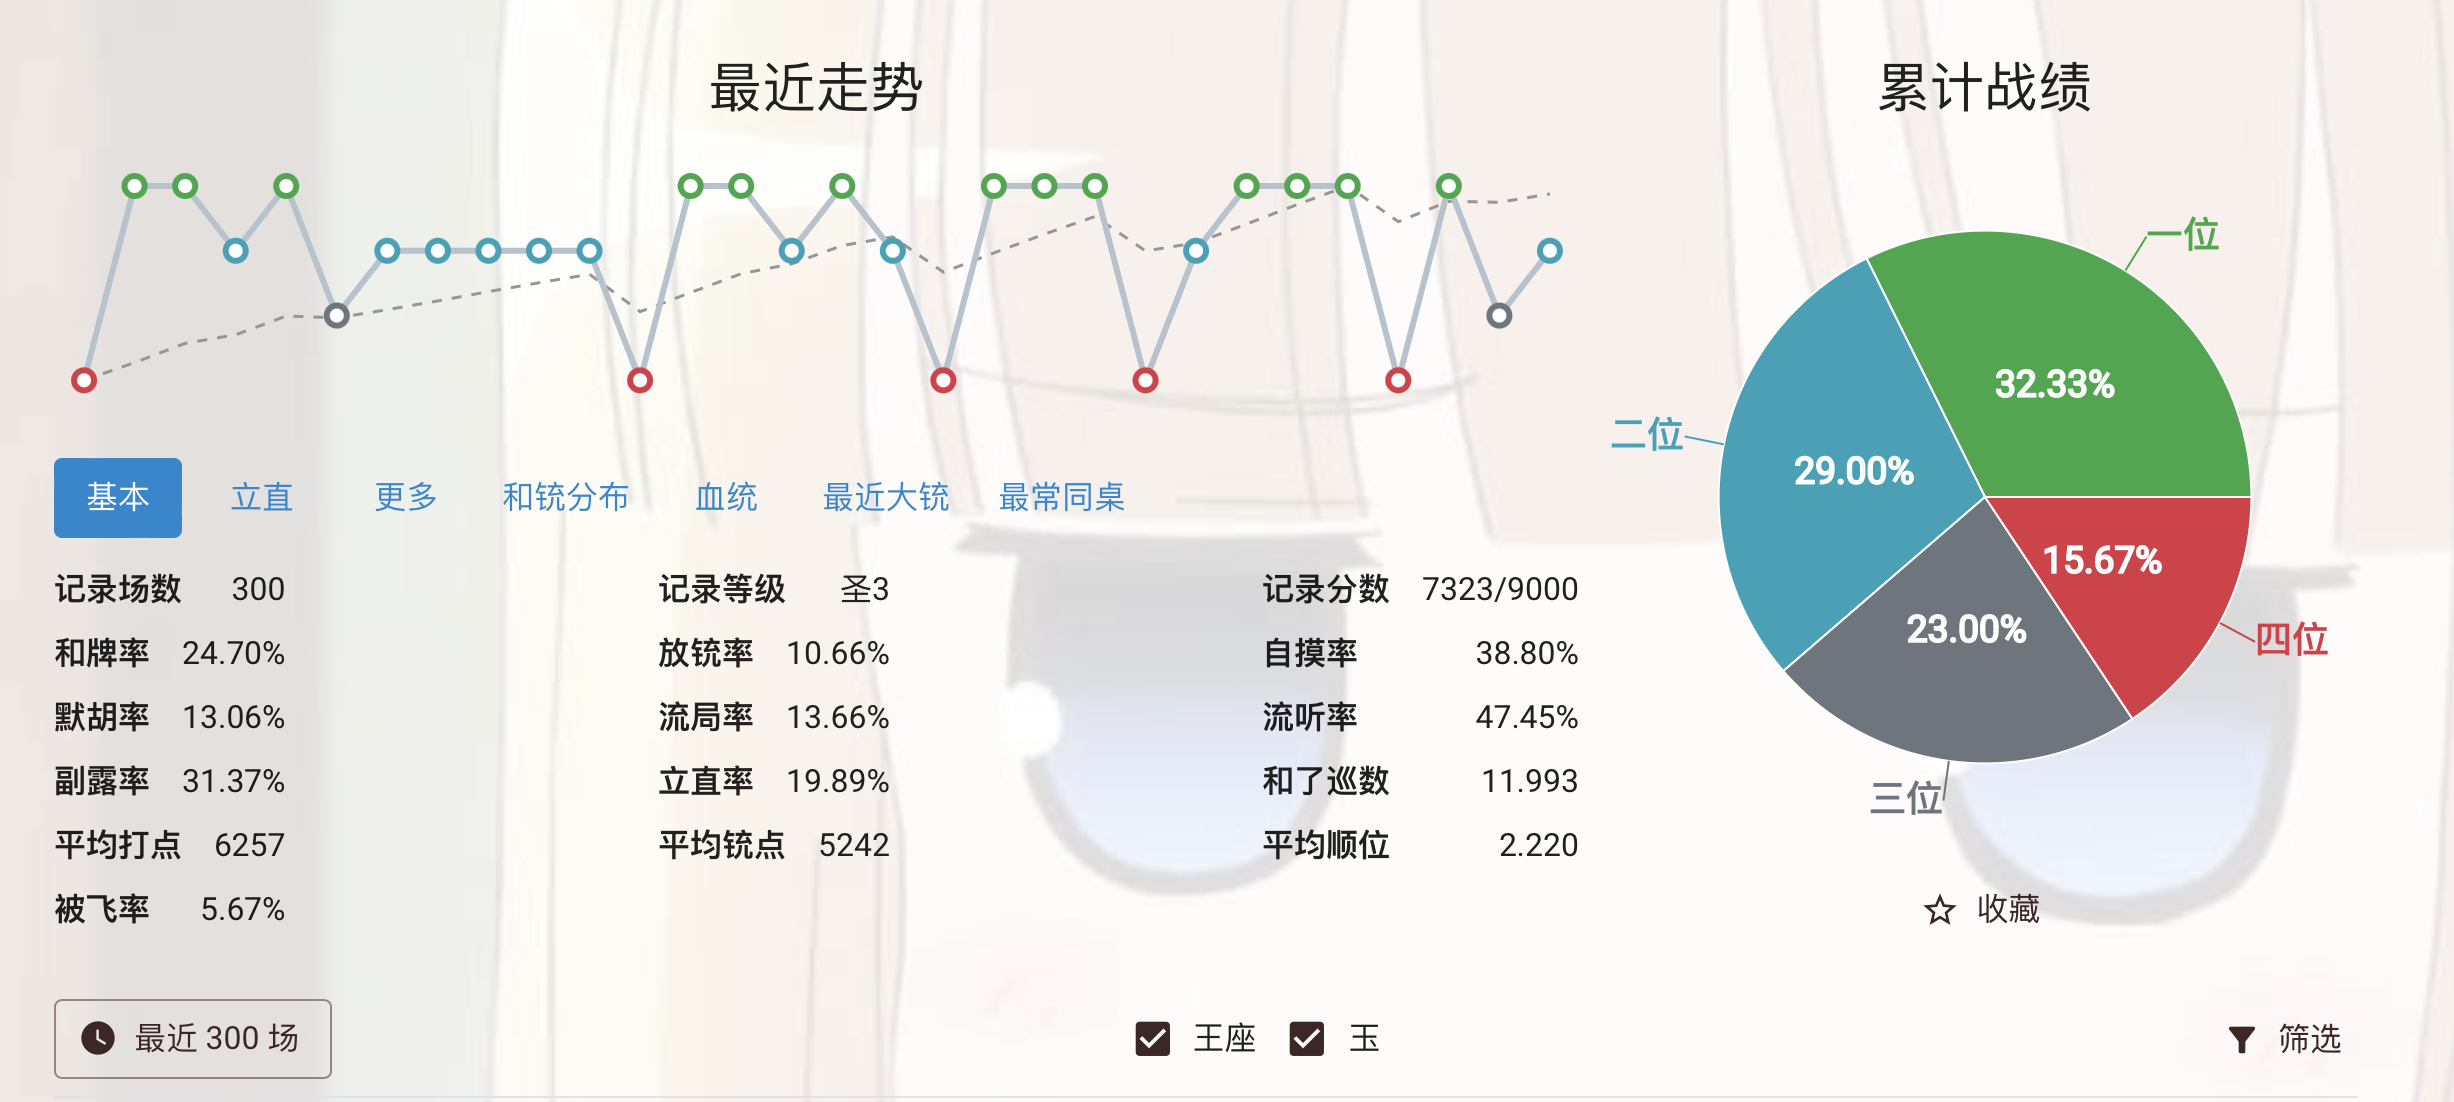 最近走势
累计战绩
一位
二位
三位
四位
32.33%
29.00%
23.00%
15.67%
基本 立直 更多 和铳分布 血统 最近大铳 最常同桌
记录场数 300 记录等级 圣3 记录分数 7323/9000
和牌率 24.70% 放铳率 10.66% 自摸率 38.80%
默胡率 13.06% 流局率 13.66% 流听率 47.45%
副露率 31.37% 立直率 19.89% 和了巡数 11.993
平均打点 6257 平均铳点 5242 平均顺位 2.220
被飞率 5.67%
收藏
最近 300 场 王座 玉 筛选